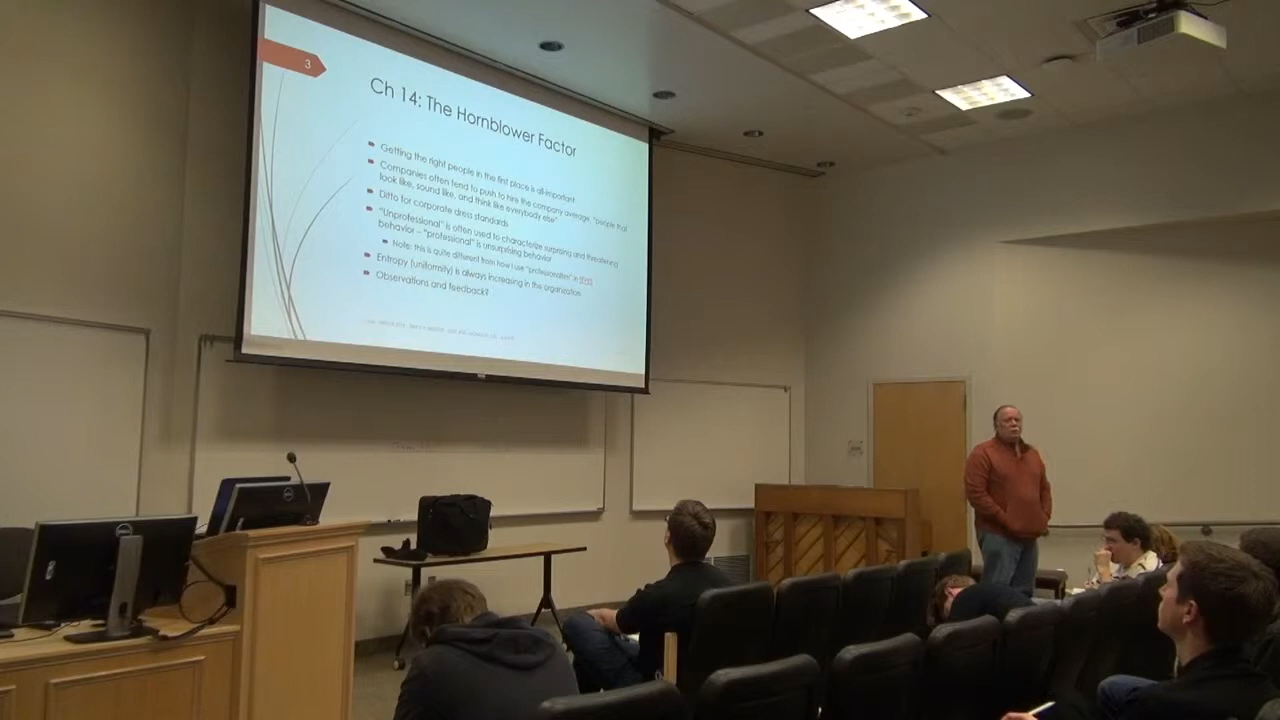 3
Ch 14: The Hornblower Factor
Getting the right people in the first place is all-important
Companies often tend to push to hire the company average, "people that
look like, sound like, and think like everybody else"
Ditto for corporate dress standards
"Unprofessional" is often used to characterize surprising and threatening
behavior – "professional" is unsurprising behavior
Note: this is quite different from how I use "professionalism" in
Entropy (uniformity) is always increasing in the organization
Observations and feedback?
DELL